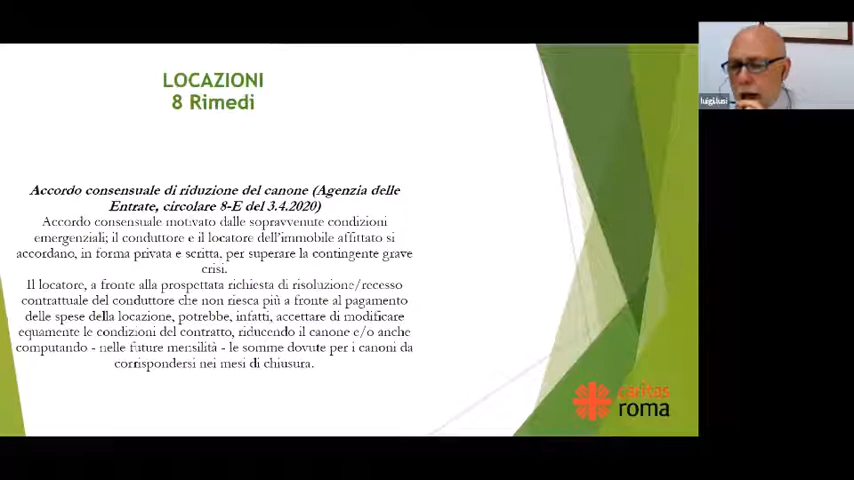 LOCAZIONI
8 Rimedi
Accordo consensuale di riduzione del canone (Agenzia delle
Entrate, circolare 8-E del 3.4.2020)
Accordo consensuale motivato dalle sopravvenute condizioni
emergenziali; il conduttore e il locatore dell'immobile affittato si
accordano, in forma privata e scritta, per superare la contingente grave
crisi.
Il locatore, a fronte alla prospettata richiesta di risoluzione/recesso
contrattuale del conduttore che non riesca più a fronte al pagamento
delle spese della locazione, potrebbe, infatti, accettare di modificare
equamente le condizioni del contratto, riducendo il canone e/o anche
computando - nelle future mensilità - le somme dovute per i canoni da
corrispondersi nei mesi di chiusura.
caritas
roma
luigi.lusi